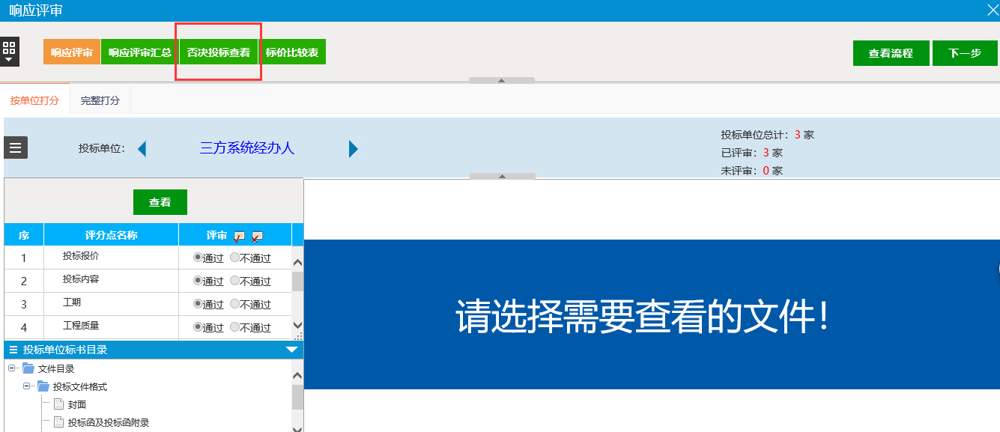 响应评审
响应评审 响应评审汇总 否决投标查看 标价比较表 查看流程 下一步
按单位打分 完整打分
投标单位： 三方系统经办人
投标单位总计：3 家
已评审：3 家
未评审：0 家
查看
序 评分点名称 评审
1 投标报价 通过 不通过
2 投标内容 通过 不通过
3 工期 通过 不通过
4 工程质量 通过 不通过
投标单位标书目录
文件目录
投标文件格式
封面
投标函及投标函附录
请选择需要查看的文件！